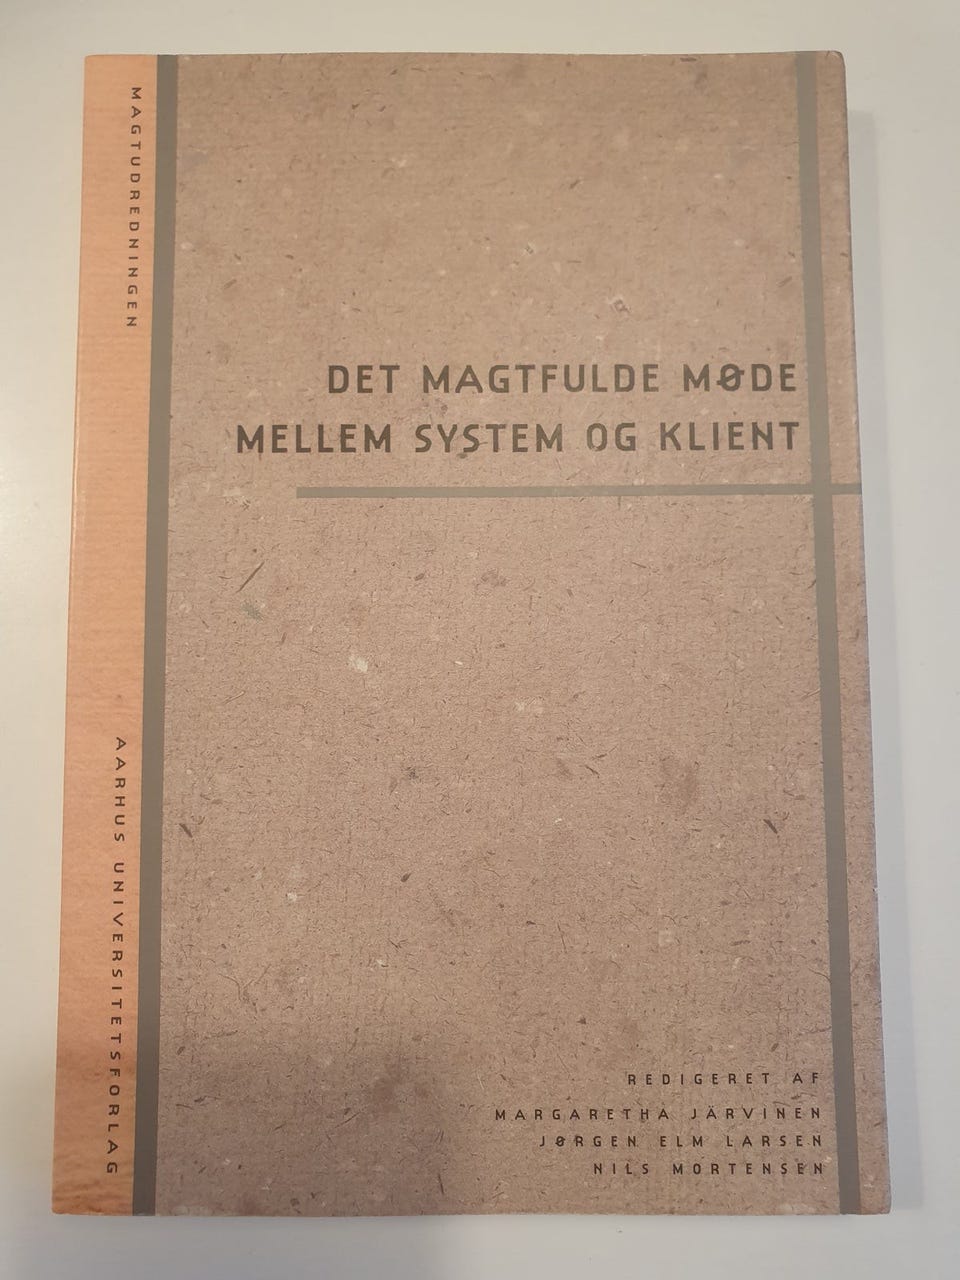 MAGTUDREDNINGEN
DET MAGTFULDE MØDE
MELLEM SYSTEM OG KLIENT
AARHUS UNIVERSITETSFORLAG
REDIGERET AF
MARGARETHA JÄRVINEN
JØRGEN ELM LARSEN
NILS MORTENSEN